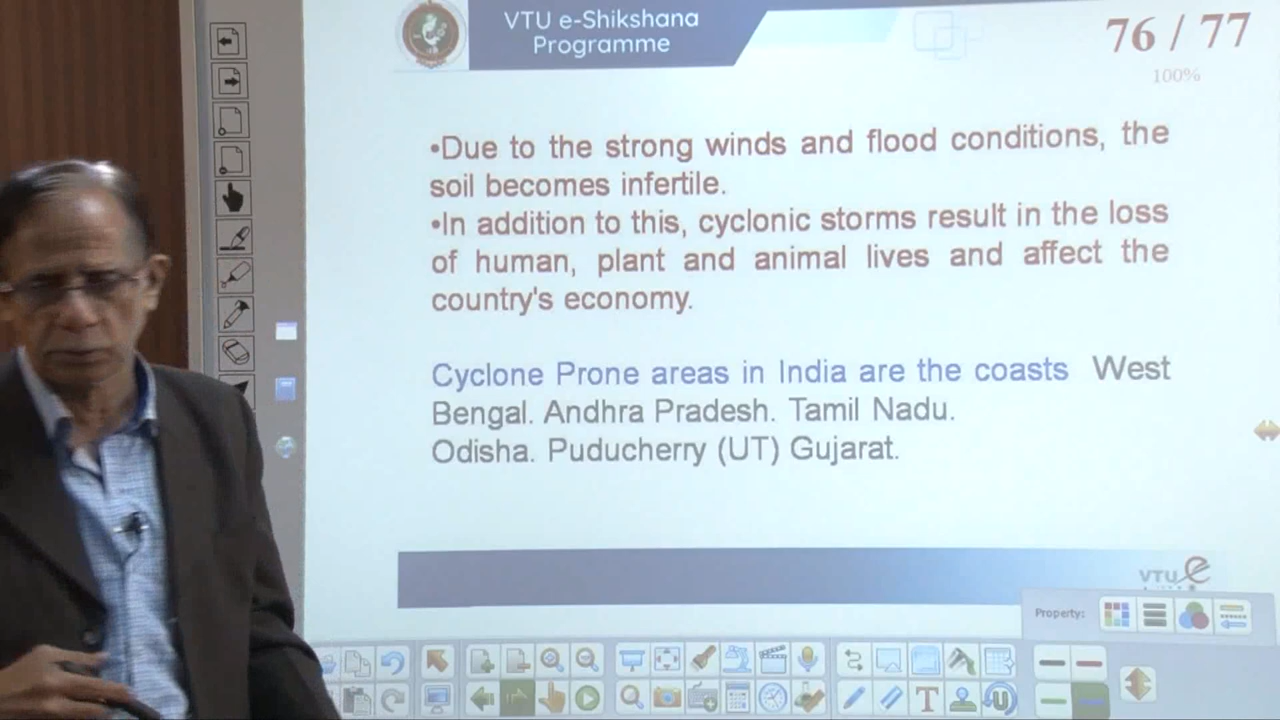 VTU e-Shikshana
Programme
76 / 77
100%
•Due to the strong winds and flood conditions, the
soil becomes infertile.
•In addition to this, cyclonic storms result in the loss
of human, plant and animal lives and affect the
country's economy.
Cyclone Prone areas in India are the coasts West
Bengal. Andhra Pradesh. Tamil Nadu.
Odisha. Puducherry (UT) Gujarat.
VTU e
Property: